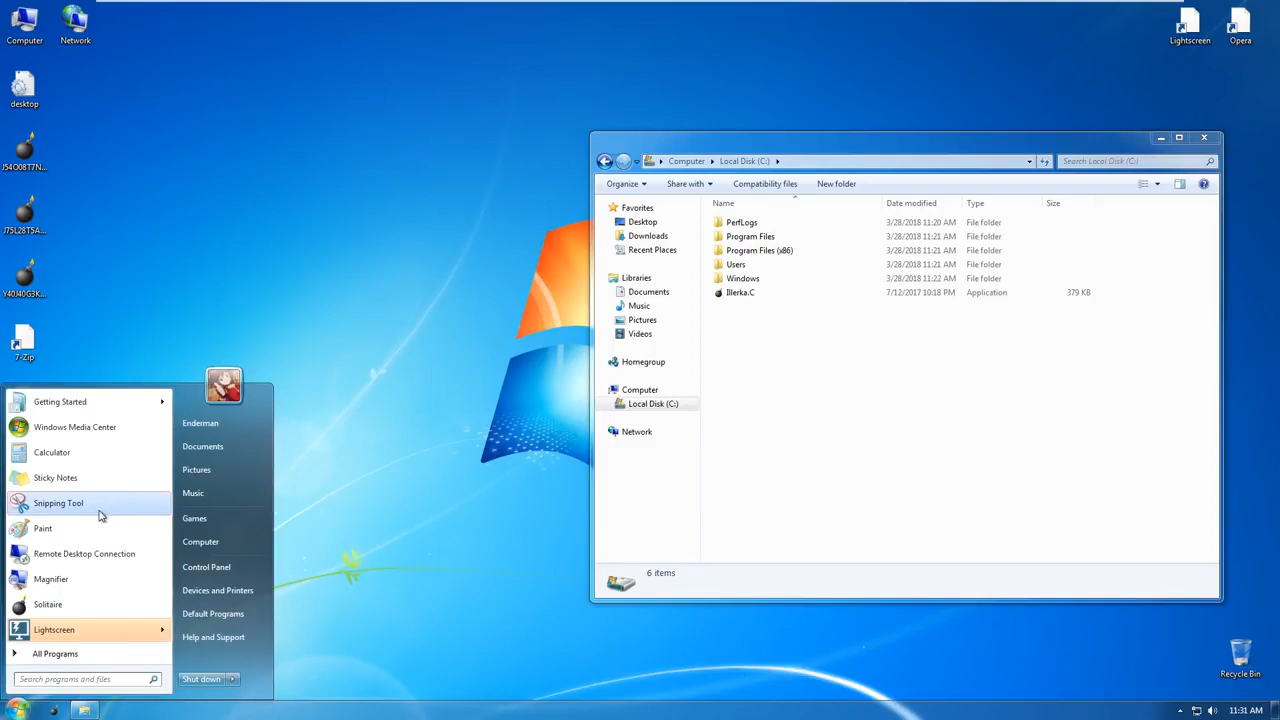 Computer
Network
desktop
J54O08T7N...
J75L28T5A...
Y40J40G3K...
7-Zip
Lightscreen
Opera
Recycle Bin
Computer
Local Disk (C:)
Search Local Disk (C:)
Organize
Share with
Compatibility files
New folder
Name
Date modified
Type
Size
Favorites
Desktop
Downloads
Recent Places
Libraries
Documents
Music
Pictures
Videos
Homegroup
Computer
Local Disk (C:)
Network
PerfLogs 3/28/2018 11:20 AM File folder
Program Files 3/28/2018 11:21 AM File folder
Program Files (x86) 3/28/2018 11:21 AM File folder
Users 3/28/2018 11:21 AM File folder
Windows 3/28/2018 11:22 AM File folder
Illerka.C 7/12/2017 10:18 PM Application 379 KB
6 items
Getting Started
Windows Media Center
Calculator
Sticky Notes
Snipping Tool
Paint
Remote Desktop Connection
Magnifier
Solitaire
Lightscreen
All Programs
Search programs and files
Enderman
Documents
Pictures
Music
Games
Computer
Control Panel
Devices and Printers
Default Programs
Help and Support
Shut down
11:31 AM